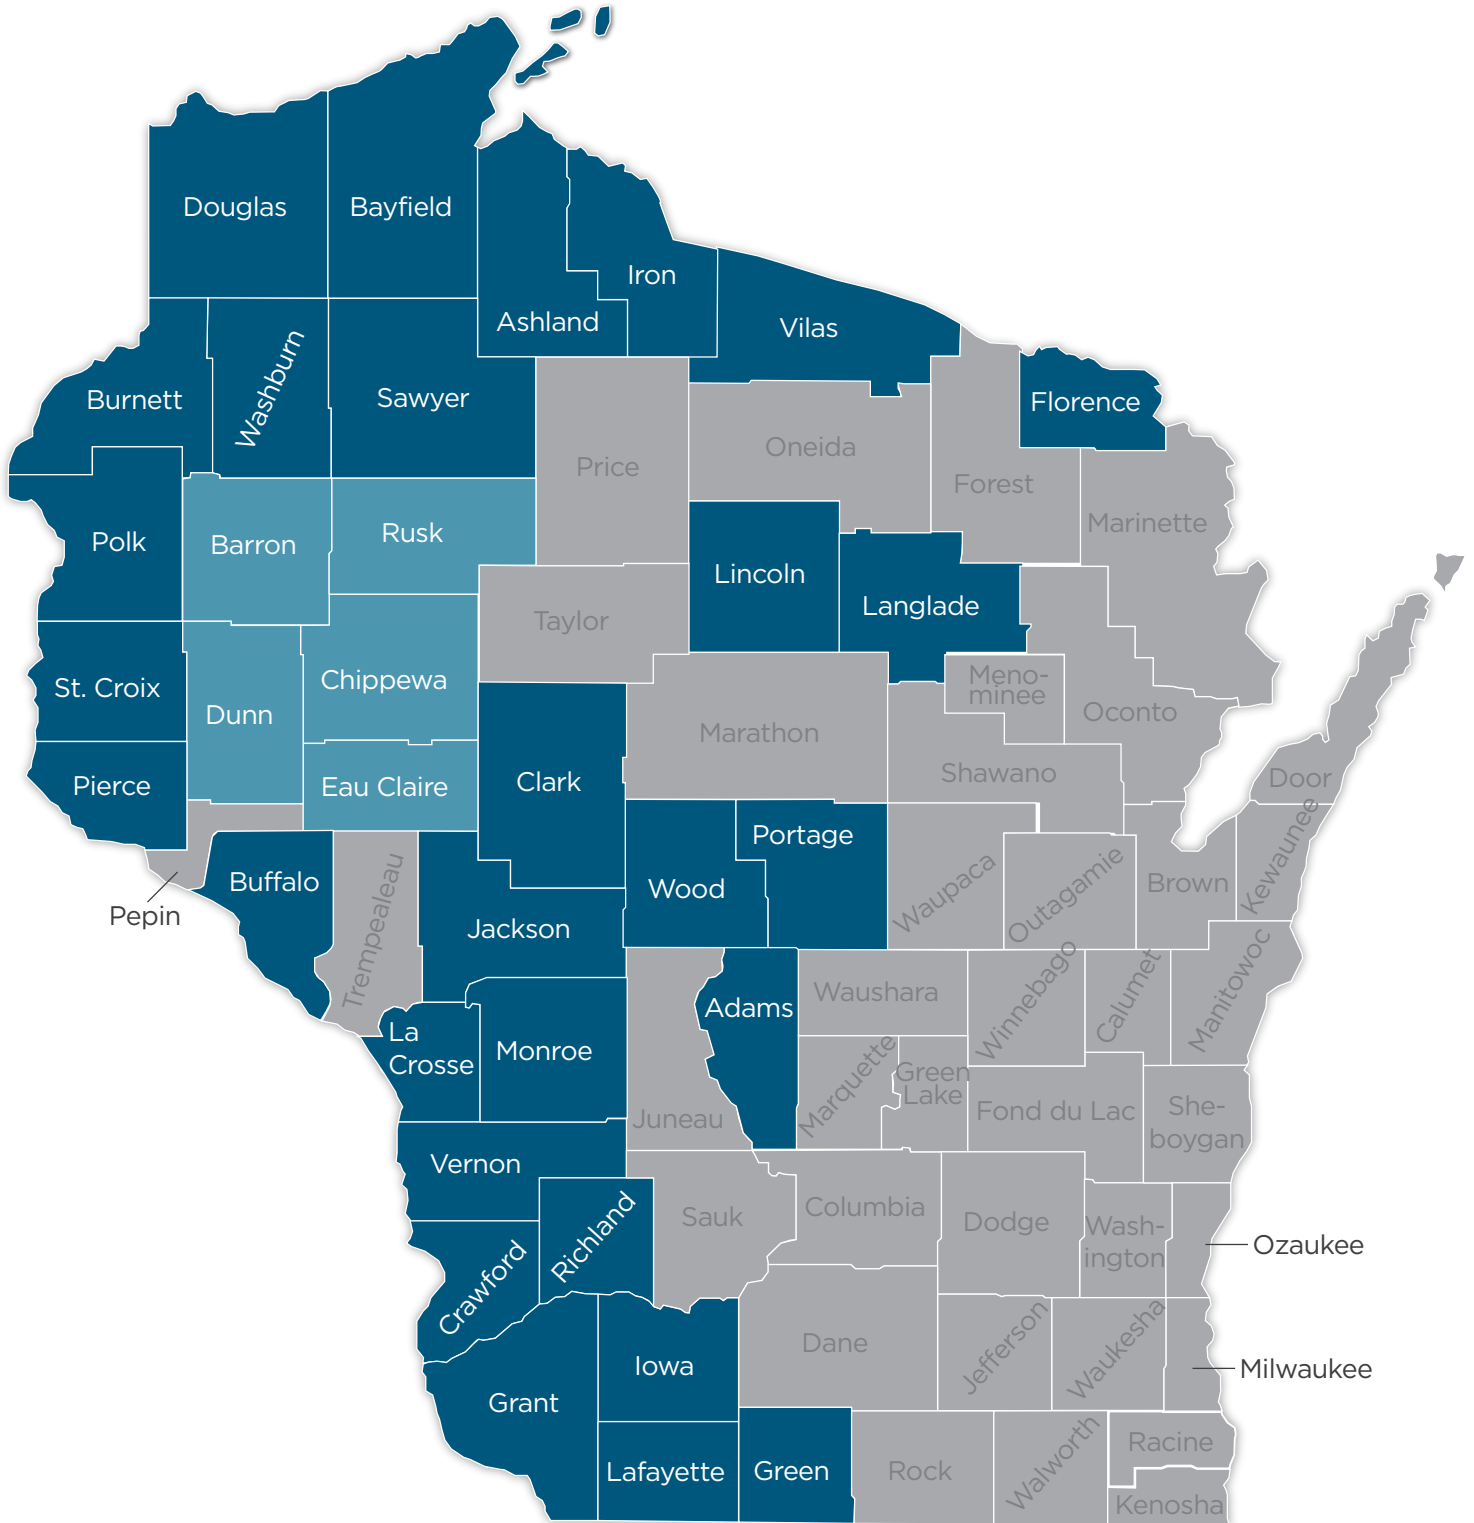 Douglas
Bayfield
Iron
Ashland
Vilas
Burnett
Washburn
Sawyer
Florence
Price
Oneida
Forest
Marinette
Polk
Barron
Rusk
Lincoln
Langlade
Taylor
St. Croix
Dunn
Chippewa
Meno-
minee
Oconto
Marathon
Shawano
Door
Pierce
Eau Claire
Clark
Portage
Wood
Buffalo
Pepin
Trempealeau
Jackson
Waupaca
Outagamie
Brown
Kewaunee
Adams
Waushara
Winnebago
Calumet
Manitowoc
La
Crosse
Monroe
Juneau
Marquette
Green
Lake
Fond du Lac
She-
boygan
Vernon
Richland
Sauk
Columbia
Dodge
Wash-
ington
Ozaukee
Crawford
Iowa
Dane
Jefferson
Waukesha
Milwaukee
Grant
Lafayette
Green
Rock
Walworth
Racine
Kenosha